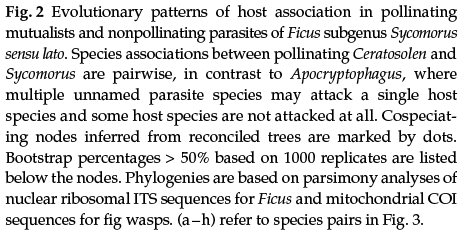 Fig. 2 Evolutionary patterns of host association in pollinating
mutualists and nonpollinating parasites of Ficus subgenus Sycomorus
sensu lato. Species associations between pollinating Ceratosolen and
Sycomorus are pairwise, in contrast to Apocryptophagus, where
multiple unnamed parasite species may attack a single host
species and some host species are not attacked at all. Cospeciat-
ing nodes inferred from reconciled trees are marked by dots.
Bootstrap percentages > 50% based on 1000 replicates are listed
below the nodes. Phylogenies are based on parsimony analyses of
nuclear ribosomal ITS sequences for Ficus and mitochondrial COI
sequences for fig wasps. (a–h) refer to species pairs in Fig. 3.